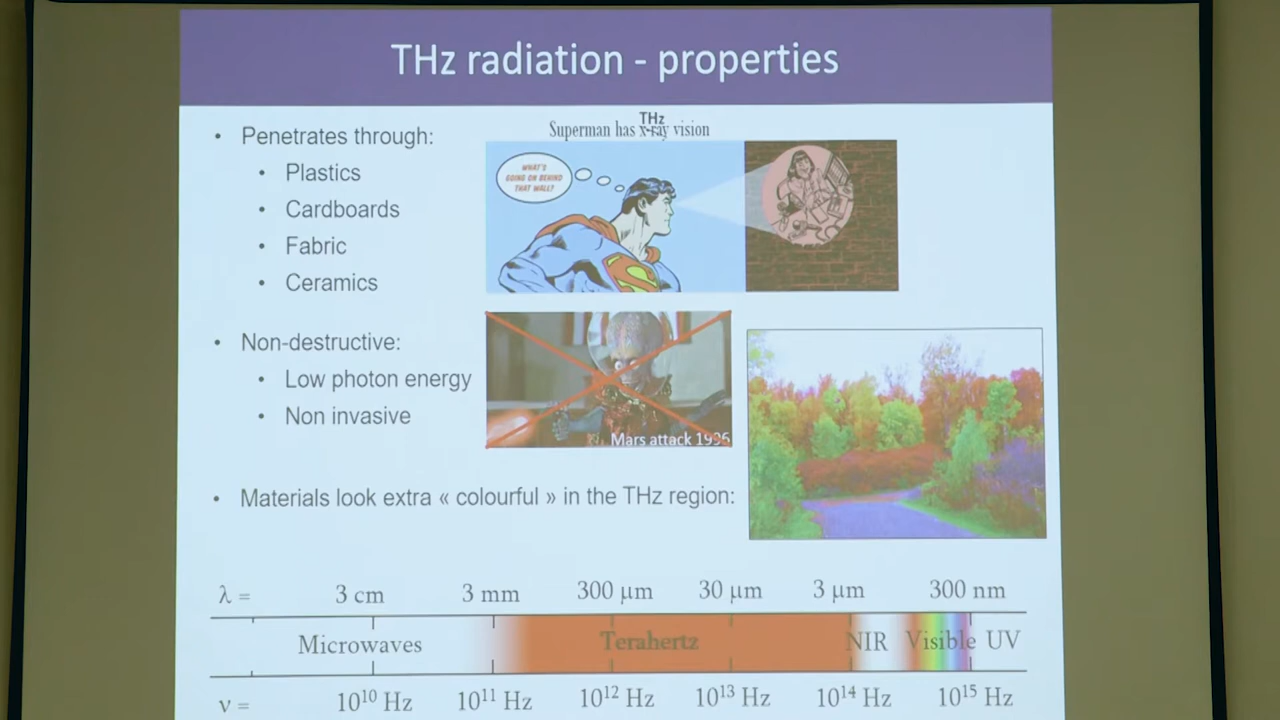 THz radiation - properties
• Penetrates through:
• Plastics
• Cardboards
• Fabric
• Ceramics
THz
Superman has x-ray vision
WHAT'S
GOING ON BEHIND
THAT WALL?
• Non-destructive:
• Low photon energy
• Non invasive
Mars attack 1996
• Materials look extra « colourful » in the THz region:
λ = 3 cm 3 mm 300 µm 30 µm 3 µm 300 nm
Microwaves Terahertz NIR Visible UV
ν = 10¹⁰ Hz 10¹¹ Hz 10¹² Hz 10¹³ Hz 10¹⁴ Hz 10¹⁵ Hz